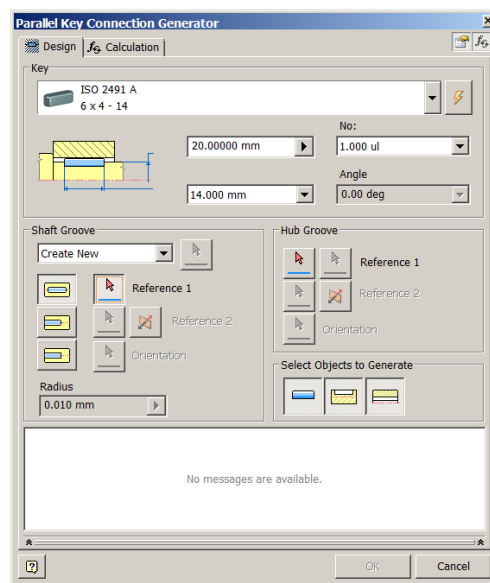 Parallel Key Connection Generator
Design
Calculation
Key
ISO 2491 A
6 x 4 - 14
No:
20.00000 mm
1.000 ul
Angle
14.000 mm
0.00 deg
Shaft Groove
Create New
Reference 1
Reference 2
Orientation
Radius
0.010 mm
Hub Groove
Reference 1
Reference 2
Orientation
Select Objects to Generate
No messages are available.
OK
Cancel